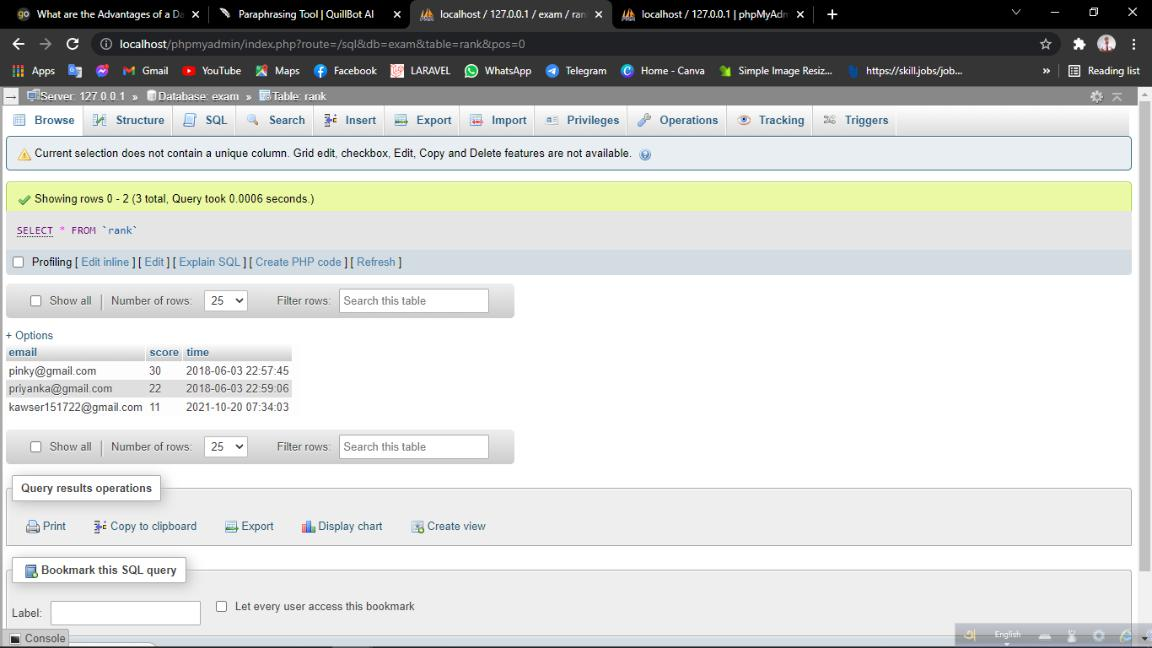 What are the Advantages of a Da
Paraphrasing Tool | QuillBot AI
localhost / 127.0.0.1 / exam / ran
localhost / 127.0.0.1 | phpMyAdm
localhost/phpmyadmin/index.php?route=/sql&db=exam&table=rank&pos=0
Apps Gmail YouTube Maps Facebook LARAVEL WhatsApp Telegram Home - Canva Simple Image Resiz... https://skill.jobs/job... » Reading list
Server: 127.0.0.1 » Database: exam » Table: rank
Browse Structure SQL Search Insert Export Import Privileges Operations Tracking Triggers
Current selection does not contain a unique column. Grid edit, checkbox, Edit, Copy and Delete features are not available.
Showing rows 0 - 2 (3 total, Query took 0.0006 seconds.)
SELECT * FROM `rank`
Profiling [ Edit inline ] [ Edit ] [ Explain SQL ] [ Create PHP code ] [ Refresh ]
Show all | Number of rows: 25 Filter rows: Search this table
+ Options
email score time
pinky@gmail.com 30 2018-06-03 22:57:45
priyanka@gmail.com 22 2018-06-03 22:59:06
kawser151722@gmail.com 11 2021-10-20 07:34:03
Show all | Number of rows: 25 Filter rows: Search this table
Query results operations
Print Copy to clipboard Export Display chart Create view
Bookmark this SQL query
Label: Let every user access this bookmark
Console
English